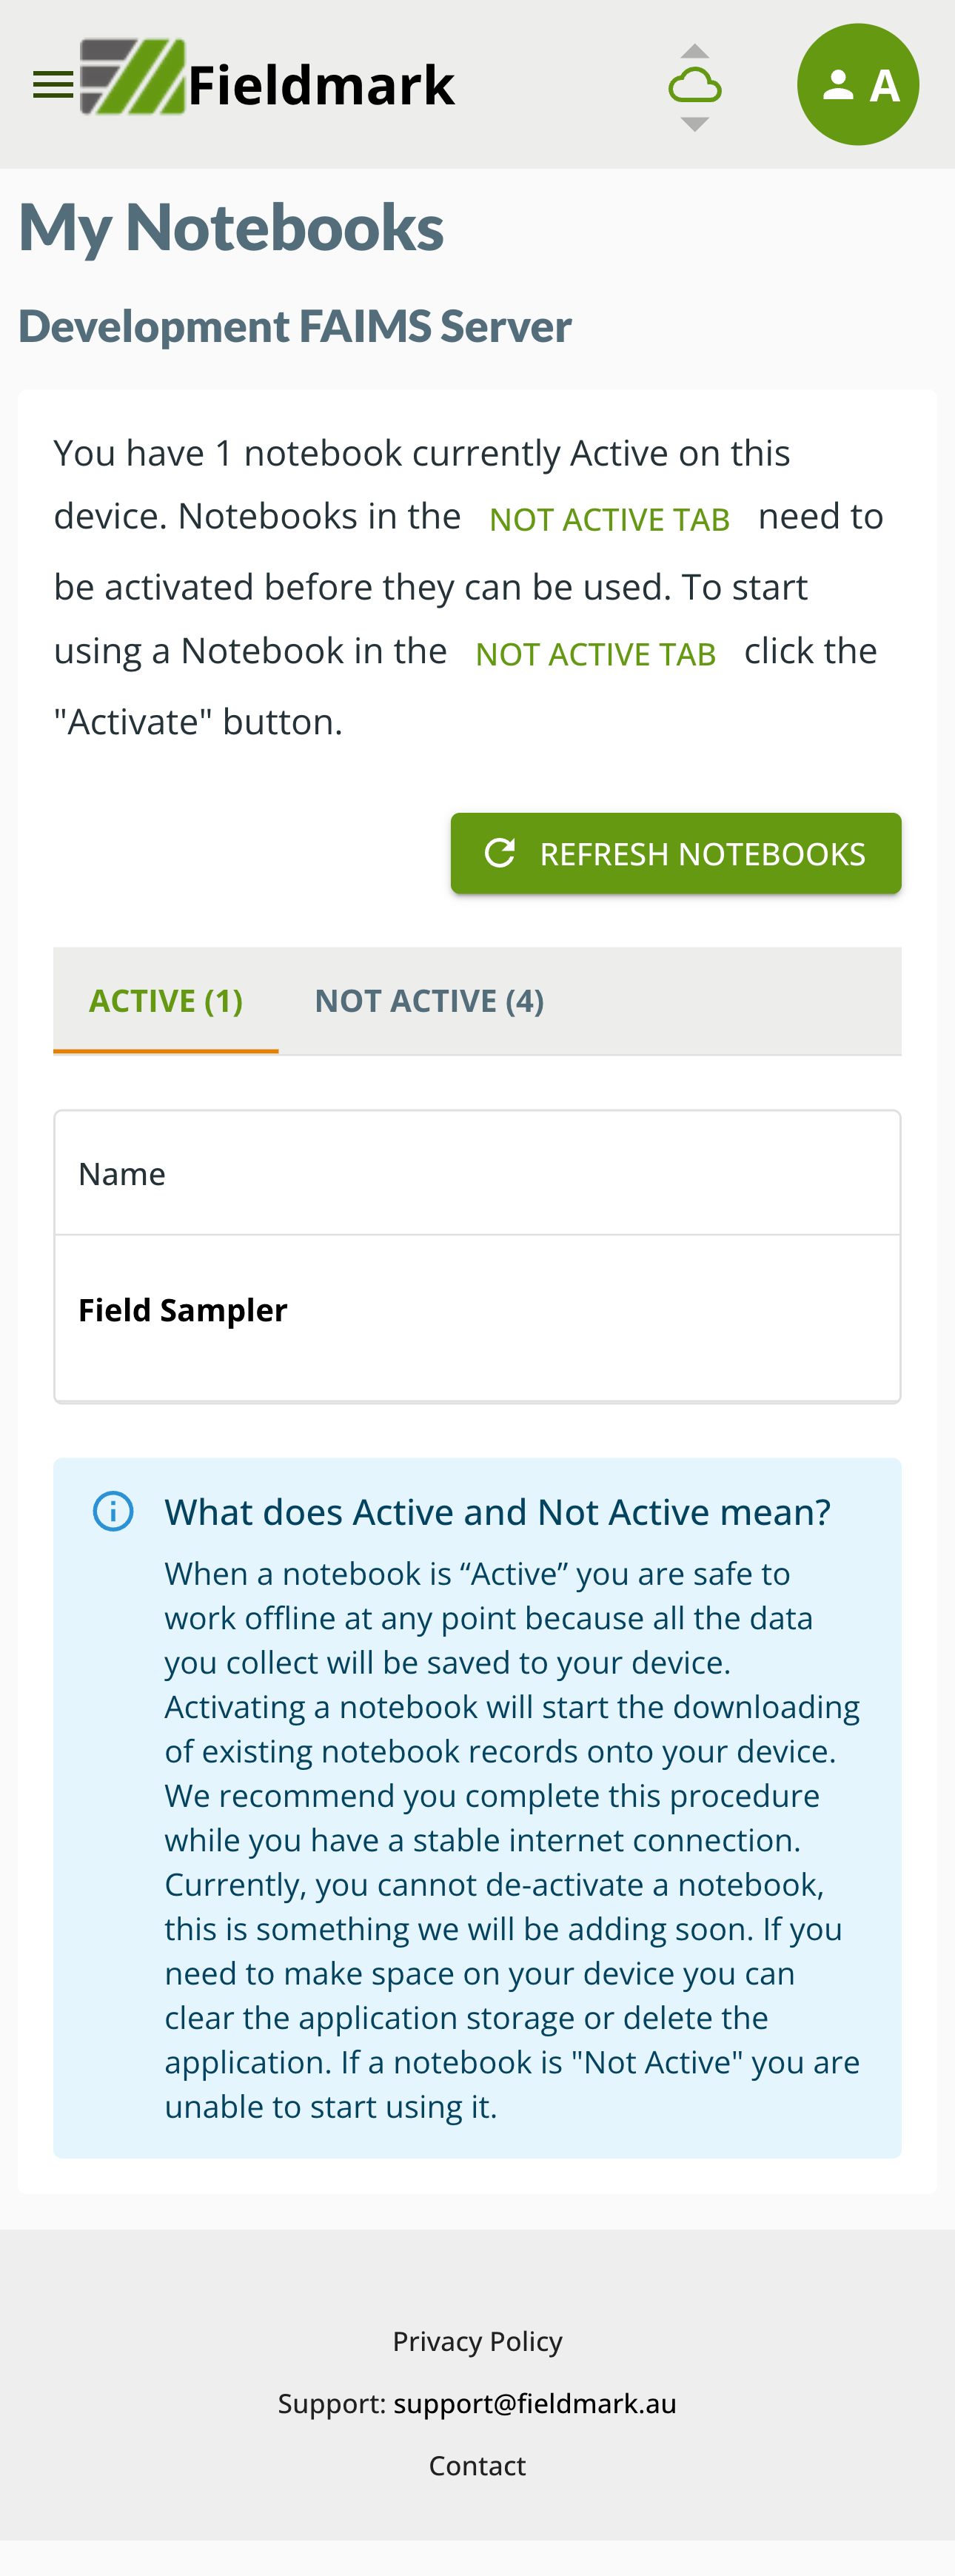 Fieldmark
A
My Notebooks
Development FAIMS Server
You have 1 notebook currently Active on this
device. Notebooks in the NOT ACTIVE TAB need to
be activated before they can be used. To start
using a Notebook in the NOT ACTIVE TAB click the
"Activate" button.
REFRESH NOTEBOOKS
ACTIVE (1) NOT ACTIVE (4)
Name
Field Sampler
What does Active and Not Active mean?
When a notebook is “Active” you are safe to
work offline at any point because all the data
you collect will be saved to your device.
Activating a notebook will start the downloading
of existing notebook records onto your device.
We recommend you complete this procedure
while you have a stable internet connection.
Currently, you cannot de-activate a notebook,
this is something we will be adding soon. If you
need to make space on your device you can
clear the application storage or delete the
application. If a notebook is "Not Active" you are
unable to start using it.
Privacy Policy
Support: support@fieldmark.au
Contact